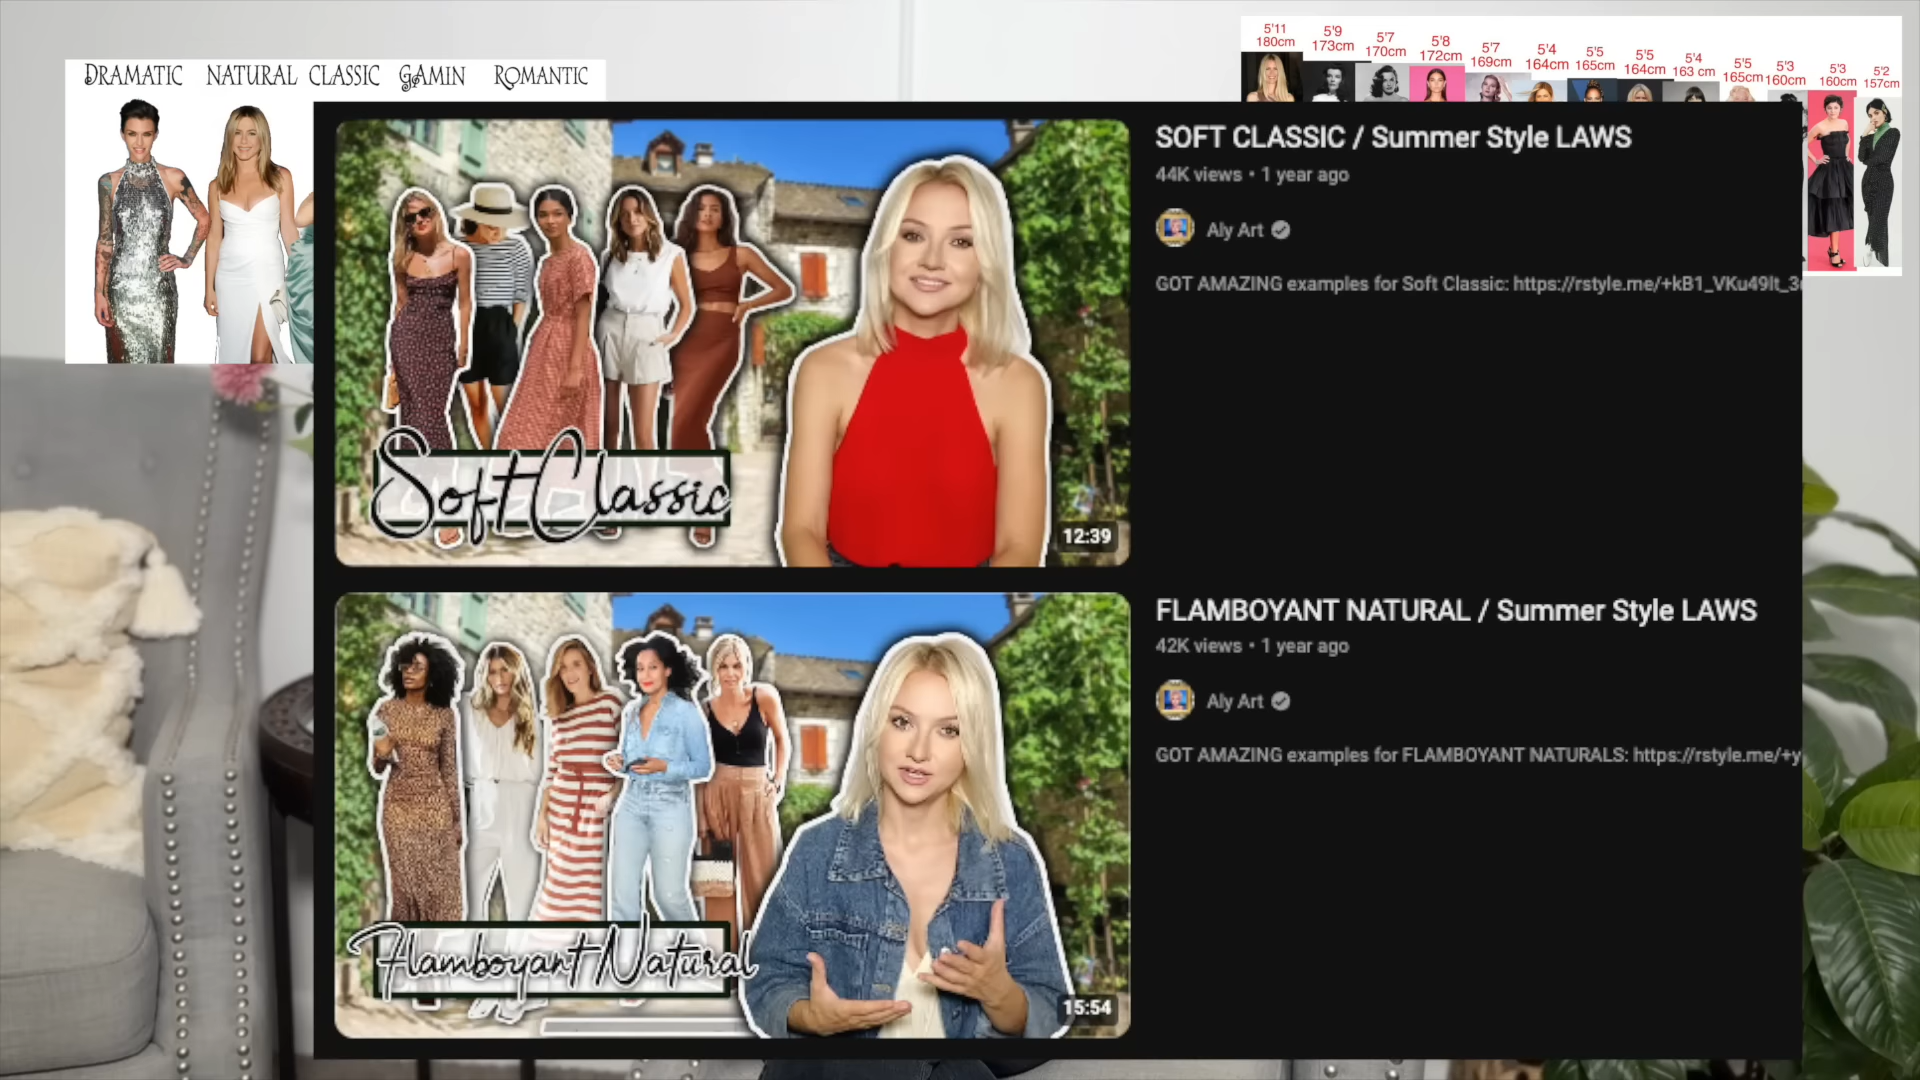 DRAMATIC NATURAL CLASSIC GAMIN ROMANTIC
5'11 5'9 5'7 5'8 5'7 5'4 5'5 5'5 5'4 5'5 5'3 5'3 5'2
180cm 173cm 170cm 172cm 169cm 164cm 165cm 164cm 163 cm 165cm 160cm 160cm 157cm
SOFT CLASSIC / Summer Style LAWS
44K views • 1 year ago
Aly Art
GOT AMAZING examples for Soft Classic: https://rstyle.me/+kB1_VKu49lt_3
Soft Classic
12:39
FLAMBOYANT NATURAL / Summer Style LAWS
42K views • 1 year ago
Aly Art
GOT AMAZING examples for FLAMBOYANT NATURALS: https://rstyle.me/+y
Flamboyant Natural
15:54